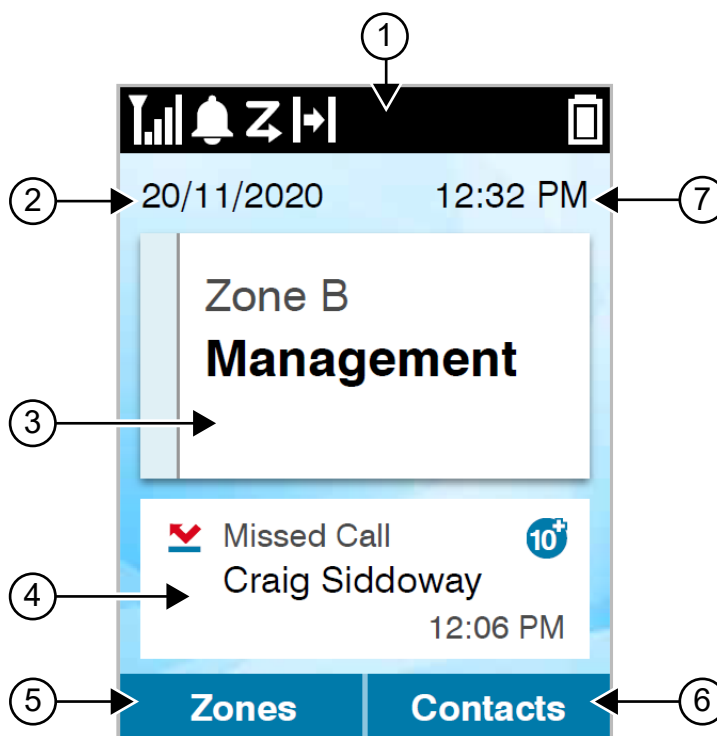 1
2
20/11/2020 12:32 PM
7
Zone B
Management
3
Missed Call 10+
Craig Siddoway
4
12:06 PM
5
Zones Contacts
6